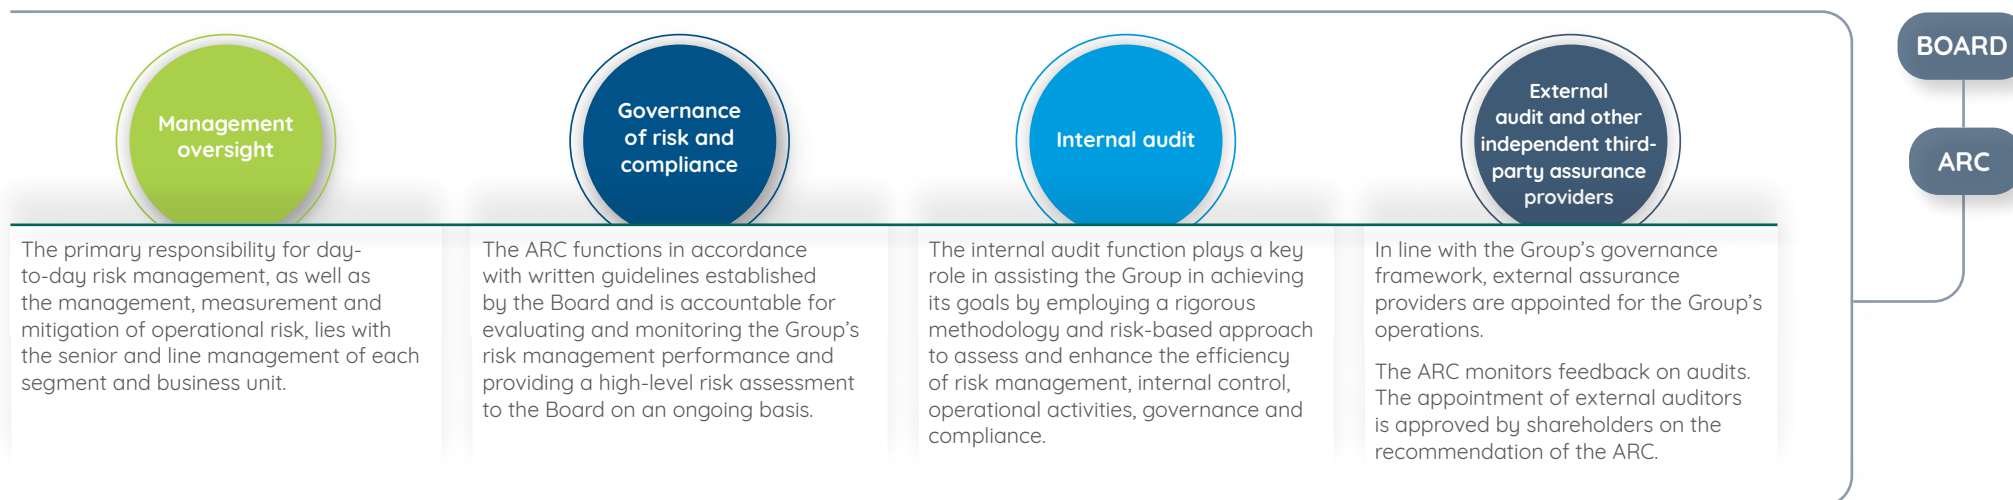 Management
oversight
The primary responsibility for day-
to-day risk management, as well as
the management, measurement and
mitigation of operational risk, lies with
the senior and line management of each
segment and business unit.
Governance
of risk and
compliance
The ARC functions in accordance
with written guidelines established
by the Board and is accountable for
evaluating and monitoring the Group’s
risk management performance and
providing a high-level risk assessment
to the Board on an ongoing basis.
Internal audit
The internal audit function plays a key
role in assisting the Group in achieving
its goals by employing a rigorous
methodology and risk-based approach
to assess and enhance the efficiency
of risk management, internal control,
operational activities, governance and
compliance.
External
audit and other
independent third-
party assurance
providers
In line with the Group’s governance
framework, external assurance
providers are appointed for the Group’s
operations.
The ARC monitors feedback on audits.
The appointment of external auditors
is approved by shareholders on the
recommendation of the ARC.
BOARD
ARC